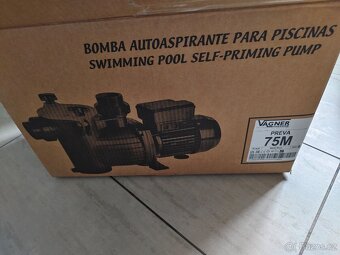 BOMBA AUTOASPIRANTE PARA PISCINAS
SWIMMING POOL SELF-PRIMING PUMP
VAGNER
PREVA
75M